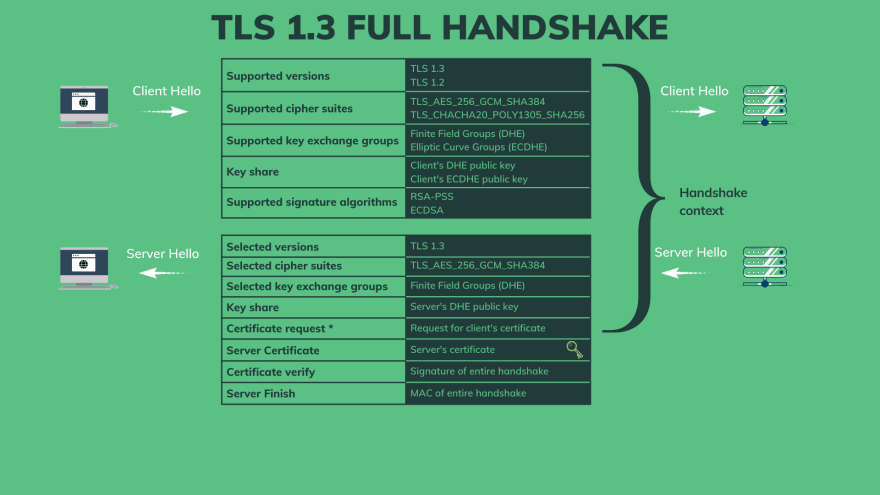 TLS 1.3 FULL HANDSHAKE
Client Hello
Supported versions
TLS 1.3
TLS 1.2
Supported cipher suites
TLS_AES_256_GCM_SHA384
TLS_CHACHA20_POLY1305_SHA256
Supported key exchange groups
Finite Field Groups (DHE)
Elliptic Curve Groups (ECDHE)
Key share
Client's DHE public key
Client's ECDHE public key
Supported signature algorithms
RSA-PSS
ECDSA
Client Hello
Handshake
context
Server Hello
Selected versions
TLS 1.3
Selected cipher suites
TLS_AES_256_GCM_SHA384
Selected key exchange groups
Finite Field Groups (DHE)
Key share
Server's DHE public key
Certificate request *
Request for client's certificate
Server Certificate
Server's certificate
Certificate verify
Signature of entire handshake
Server Finish
MAC of entire handshake
Server Hello